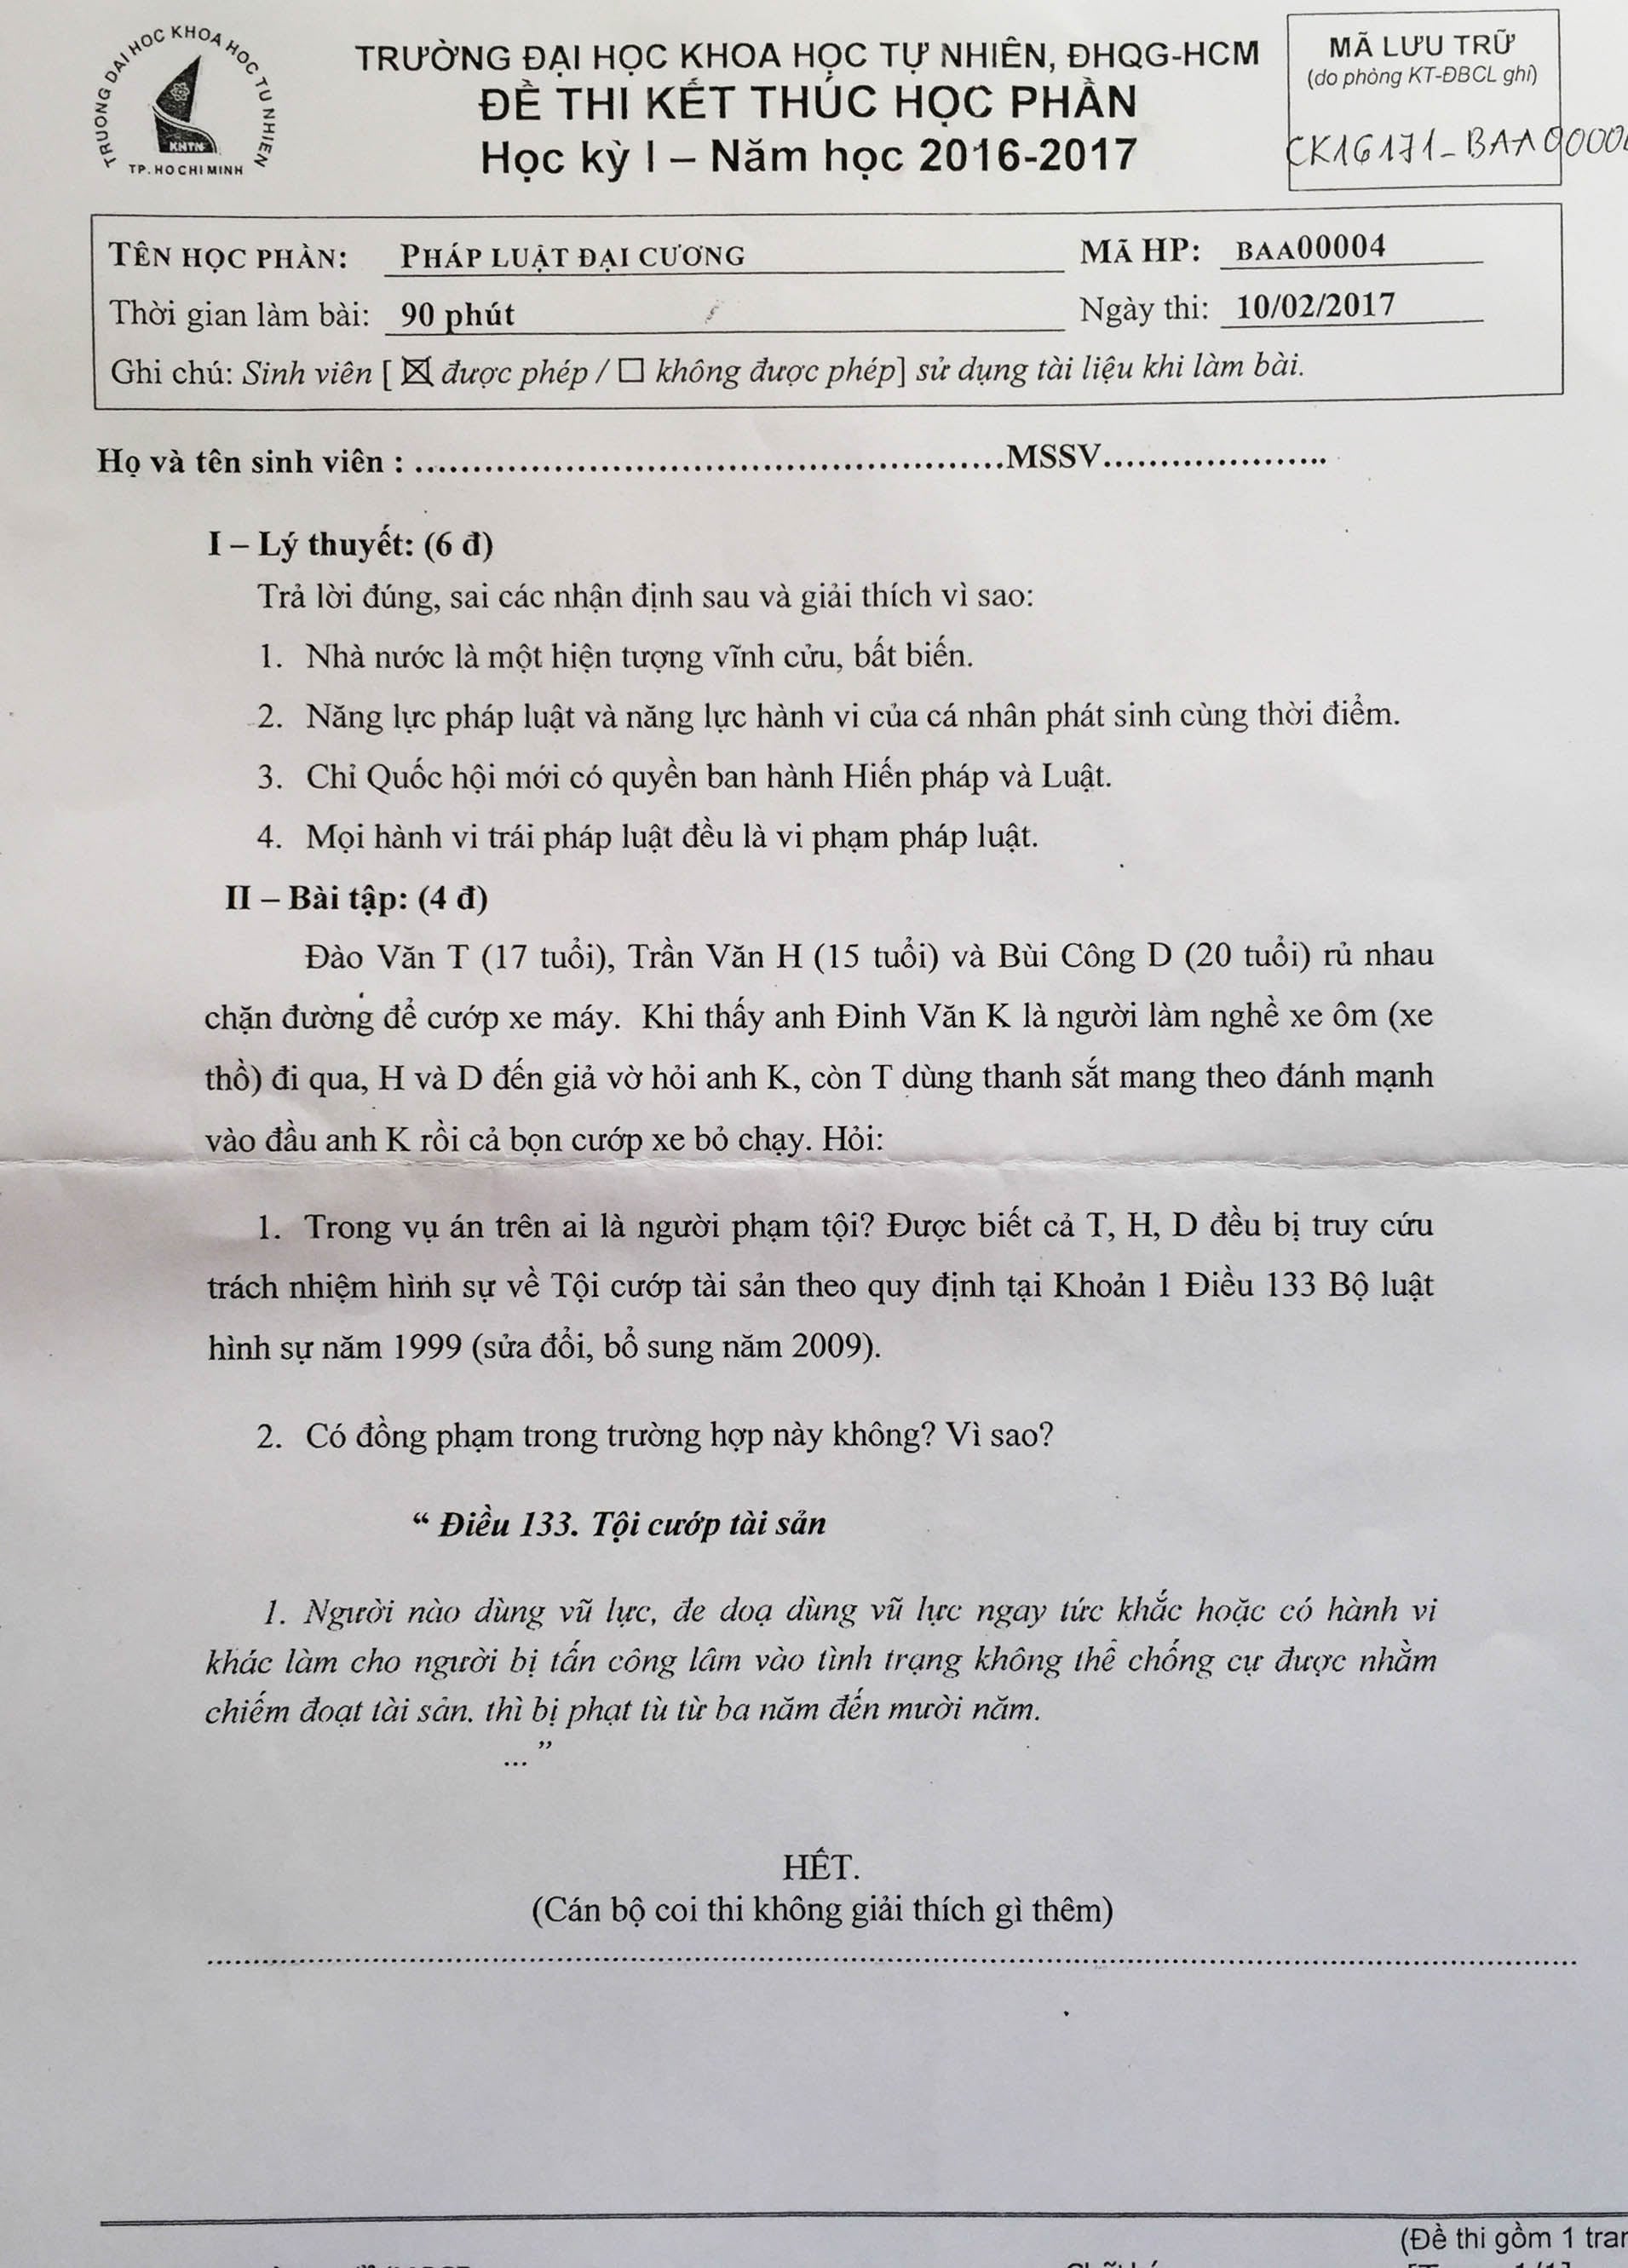 TRUONG DAI HOC KHOA HOC TU NHIEN
KHTN
TP. HO CHI MINH
TRƯỜNG ĐẠI HỌC KHOA HỌC TỰ NHIÊN, ĐHQG-HCM
ĐỀ THI KẾT THÚC HỌC PHẦN
Học kỳ I – Năm học 2016-2017
MÃ LƯU TRỮ
(do phòng KT-ĐBCL ghi)
CK16171_BAA0000
TÊN HỌC PHẦN: PHÁP LUẬT ĐẠI CƯƠNG MÃ HP: BAA00004
Thời gian làm bài: 90 phút Ngày thi: 10/02/2017
Ghi chú: Sinh viên [ ☒ được phép / ☐ không được phép] sử dụng tài liệu khi làm bài.
Họ và tên sinh viên : ....................................................MSSV....................
I – Lý thuyết: (6 đ)
Trả lời đúng, sai các nhận định sau và giải thích vì sao:
1. Nhà nước là một hiện tượng vĩnh cửu, bất biến.
2. Năng lực pháp luật và năng lực hành vi của cá nhân phát sinh cùng thời điểm.
3. Chỉ Quốc hội mới có quyền ban hành Hiến pháp và Luật.
4. Mọi hành vi trái pháp luật đều là vi phạm pháp luật.
II – Bài tập: (4 đ)
Đào Văn T (17 tuổi), Trần Văn H (15 tuổi) và Bùi Công D (20 tuổi) rủ nhau
chặn đường để cướp xe máy. Khi thấy anh Đinh Văn K là người làm nghề xe ôm (xe
thồ) đi qua, H và D đến giả vờ hỏi anh K, còn T dùng thanh sắt mang theo đánh mạnh
vào đầu anh K rồi cả bọn cướp xe bỏ chạy. Hỏi:
1. Trong vụ án trên ai là người phạm tội? Được biết cả T, H, D đều bị truy cứu
trách nhiệm hình sự về Tội cướp tài sản theo quy định tại Khoản 1 Điều 133 Bộ luật
hình sự năm 1999 (sửa đổi, bổ sung năm 2009).
2. Có đồng phạm trong trường hợp này không? Vì sao?
“ Điều 133. Tội cướp tài sản
1. Người nào dùng vũ lực, đe doạ dùng vũ lực ngay tức khắc hoặc có hành vi
khác làm cho người bị tấn công lâm vào tình trạng không thể chống cự được nhằm
chiếm đoạt tài sản. thì bị phạt tù từ ba năm đến mười năm.
... ”
HẾT.
(Cán bộ coi thi không giải thích gì thêm)
(Đề thi gồm 1 tran